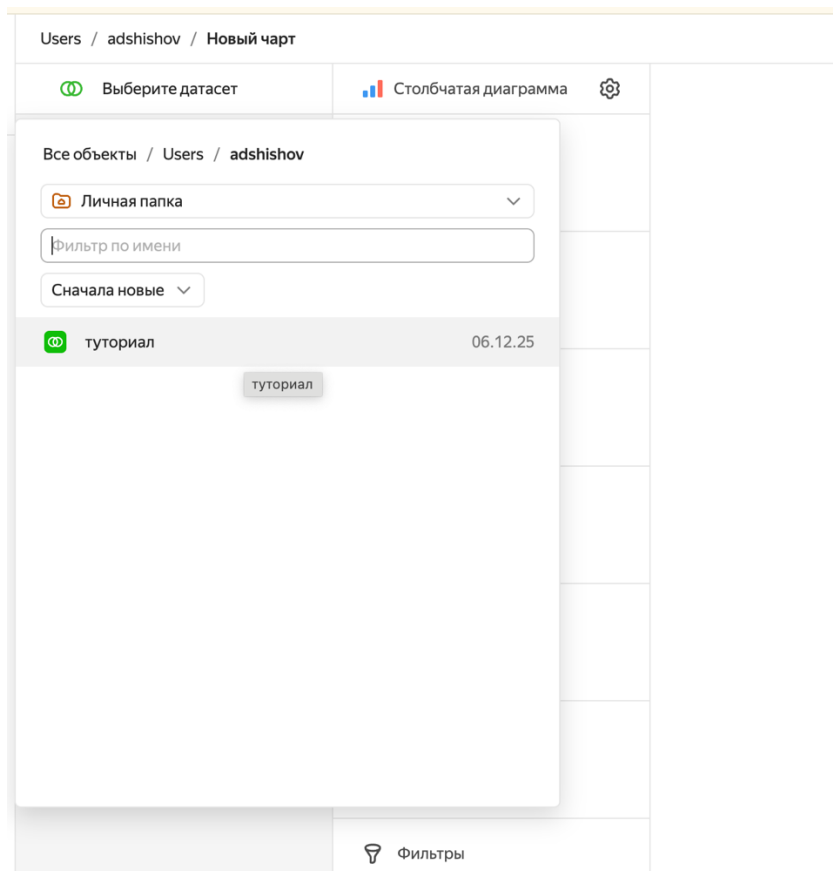 Users / adshishov / Новый чарт
Выберите датасет
Столбчатая диаграмма
Все объекты / Users / adshishov
Личная папка
Фильтр по имени
Сначала новые
туториал 06.12.25
туториал
Фильтры